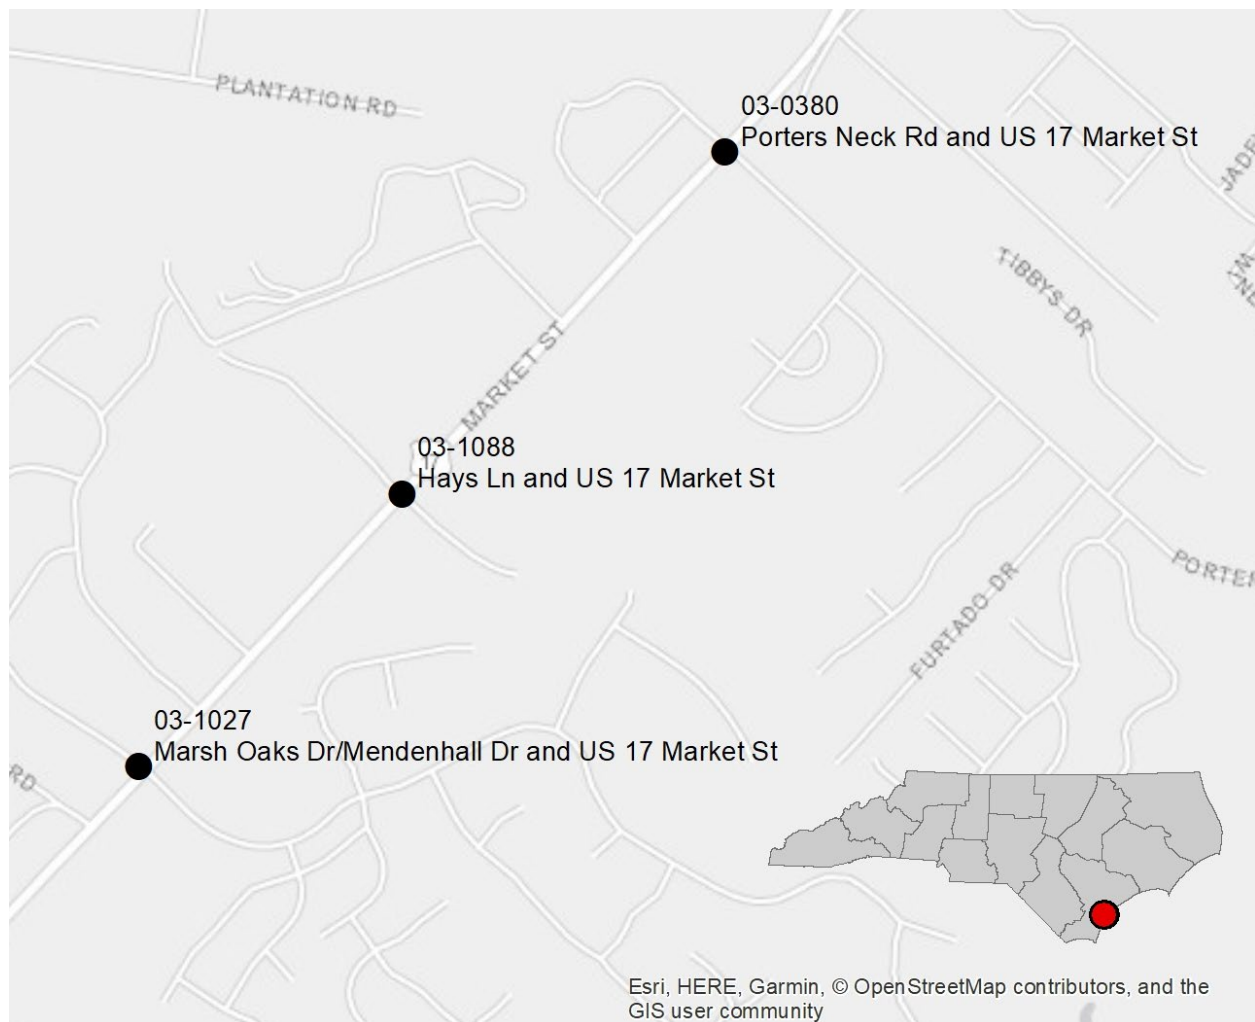 PLANTATION RD
03-0380
Porters Neck Rd and US 17 Market St
TIBBYS DR
MARKET ST
03-1088
17
Hays Ln and US 17 Market St
FURTADO DR
03-1027
Marsh Oaks Dr/Mendenhall Dr and US 17 Market St
RD
Esri, HERE, Garmin, © OpenStreetMap contributors, and the
GIS user community